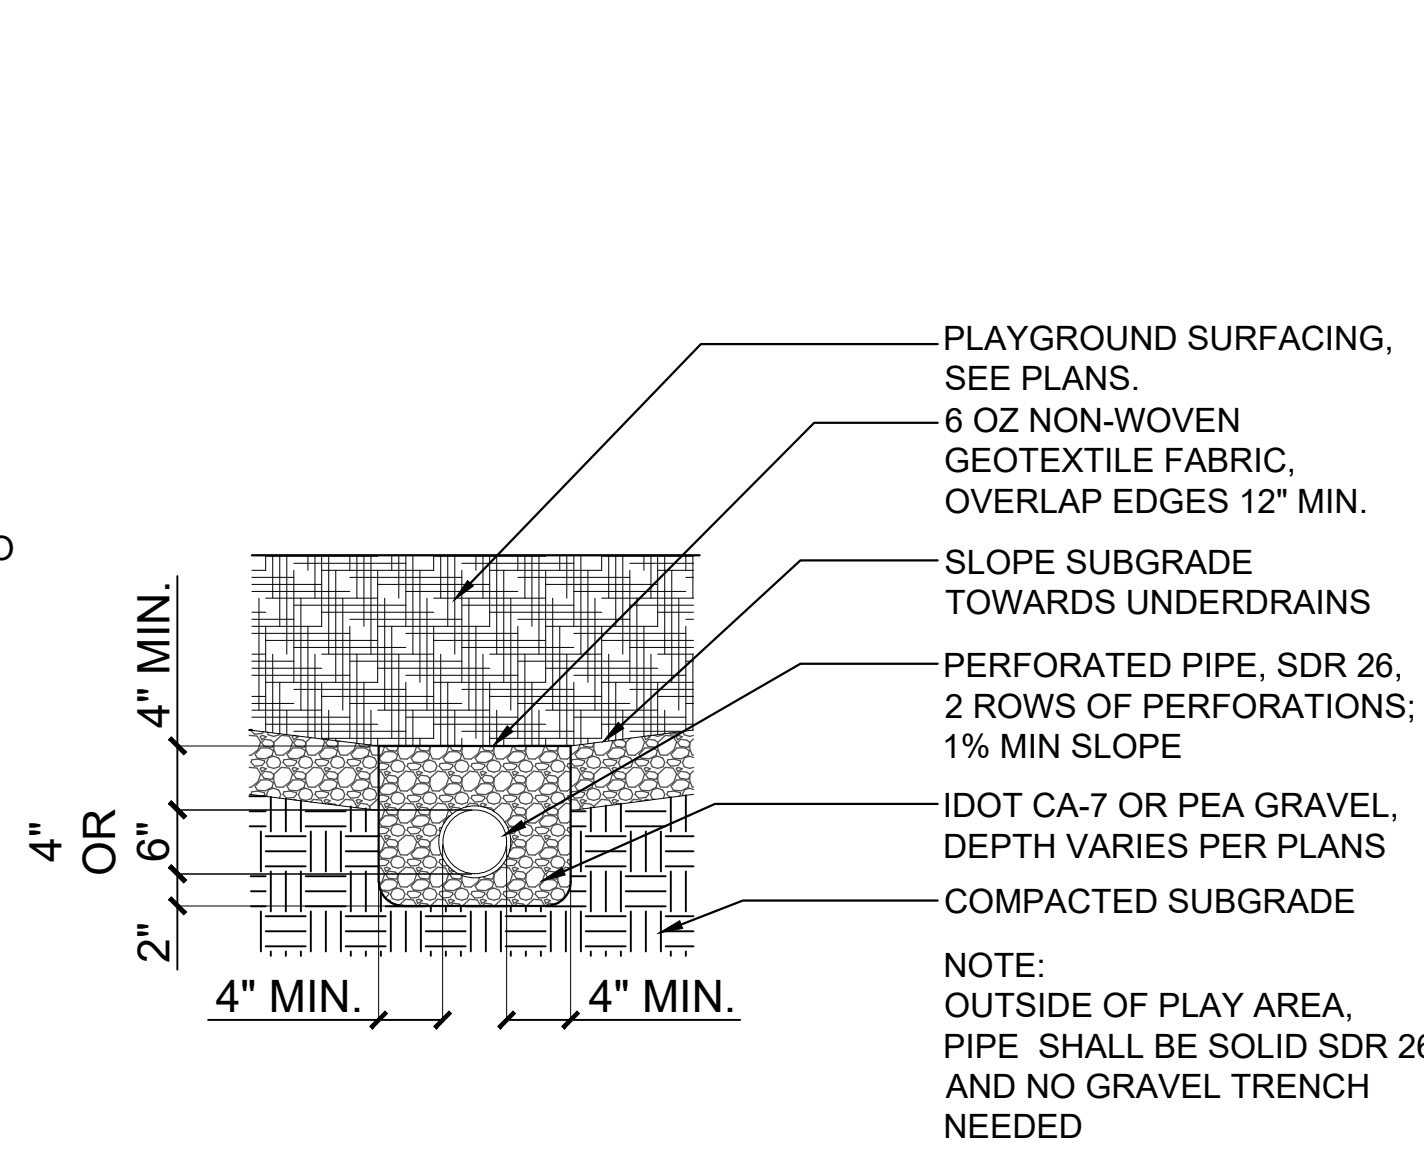 PLAYGROUND SURFACING,
SEE PLANS.
6 OZ NON-WOVEN
GEOTEXTILE FABRIC,
OVERLAP EDGES 12" MIN.
SLOPE SUBGRADE
TOWARDS UNDERDRAINS
PERFORATED PIPE, SDR 26,
2 ROWS OF PERFORATIONS;
1% MIN SLOPE
IDOT CA-7 OR PEA GRAVEL,
DEPTH VARIES PER PLANS
COMPACTED SUBGRADE
NOTE:
OUTSIDE OF PLAY AREA,
PIPE SHALL BE SOLID SDR 26
AND NO GRAVEL TRENCH
NEEDED
4" MIN.
4"
OR
6"
2"
4" MIN.
4" MIN.